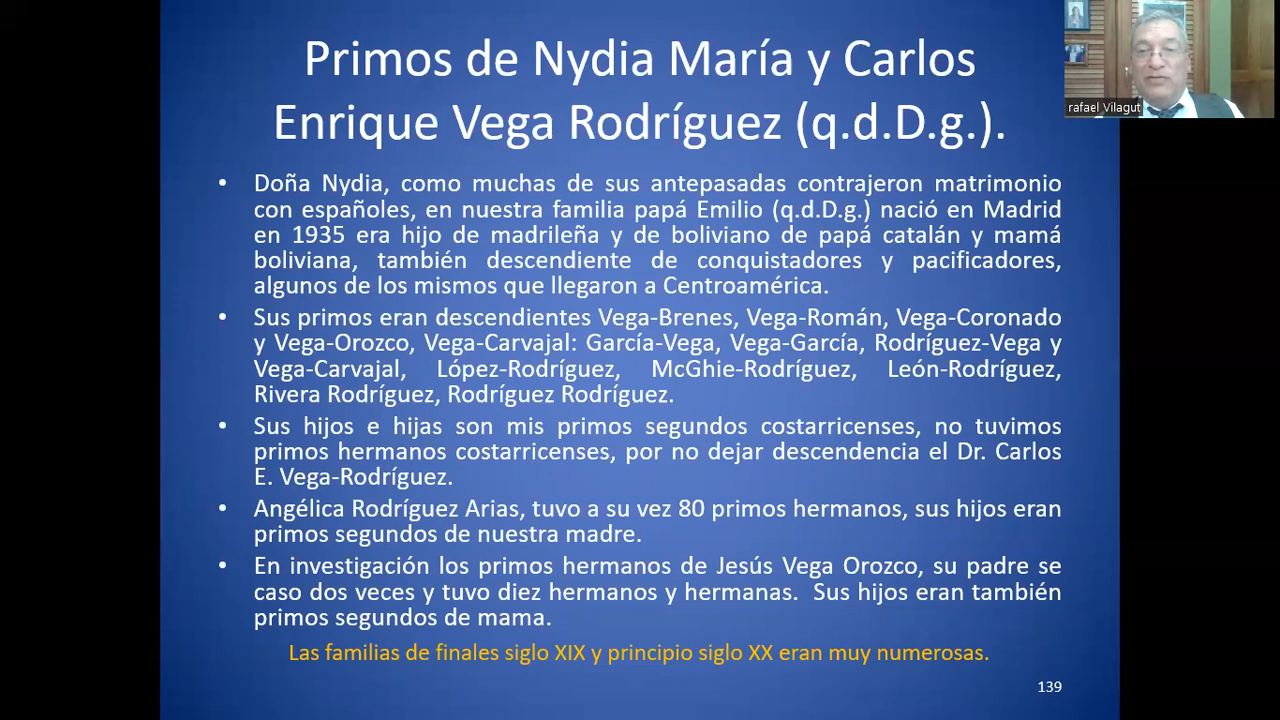 Primos de Nydia María y Carlos
Enrique Vega Rodríguez (q.d.D.g.).
rafael Vilagut
• Doña Nydia, como muchas de sus antepasadas contrajeron matrimonio
con españoles, en nuestra familia papá Emilio (q.d.D.g.) nació en Madrid
en 1935 era hijo de madrileña y de boliviano de papá catalán y mamá
boliviana, también descendiente de conquistadores y pacificadores,
algunos de los mismos que llegaron a Centroamérica.
• Sus primos eran descendientes Vega-Brenes, Vega-Román, Vega-Coronado
y Vega-Orozco, Vega-Carvajal: García-Vega, Vega-García, Rodríguez-Vega y
Vega-Carvajal, López-Rodríguez, McGhie-Rodríguez, León-Rodríguez,
Rivera Rodríguez, Rodríguez Rodríguez.
• Sus hijos e hijas son mis primos segundos costarricenses, no tuvimos
primos hermanos costarricenses, por no dejar descendencia el Dr. Carlos
E. Vega-Rodríguez.
• Angélica Rodríguez Arias, tuvo a su vez 80 primos hermanos, sus hijos eran
primos segundos de nuestra madre.
• En investigación los primos hermanos de Jesús Vega Orozco, su padre se
caso dos veces y tuvo diez hermanos y hermanas. Sus hijos eran también
primos segundos de mama.
Las familias de finales siglo XIX y principio siglo XX eran muy numerosas.
139